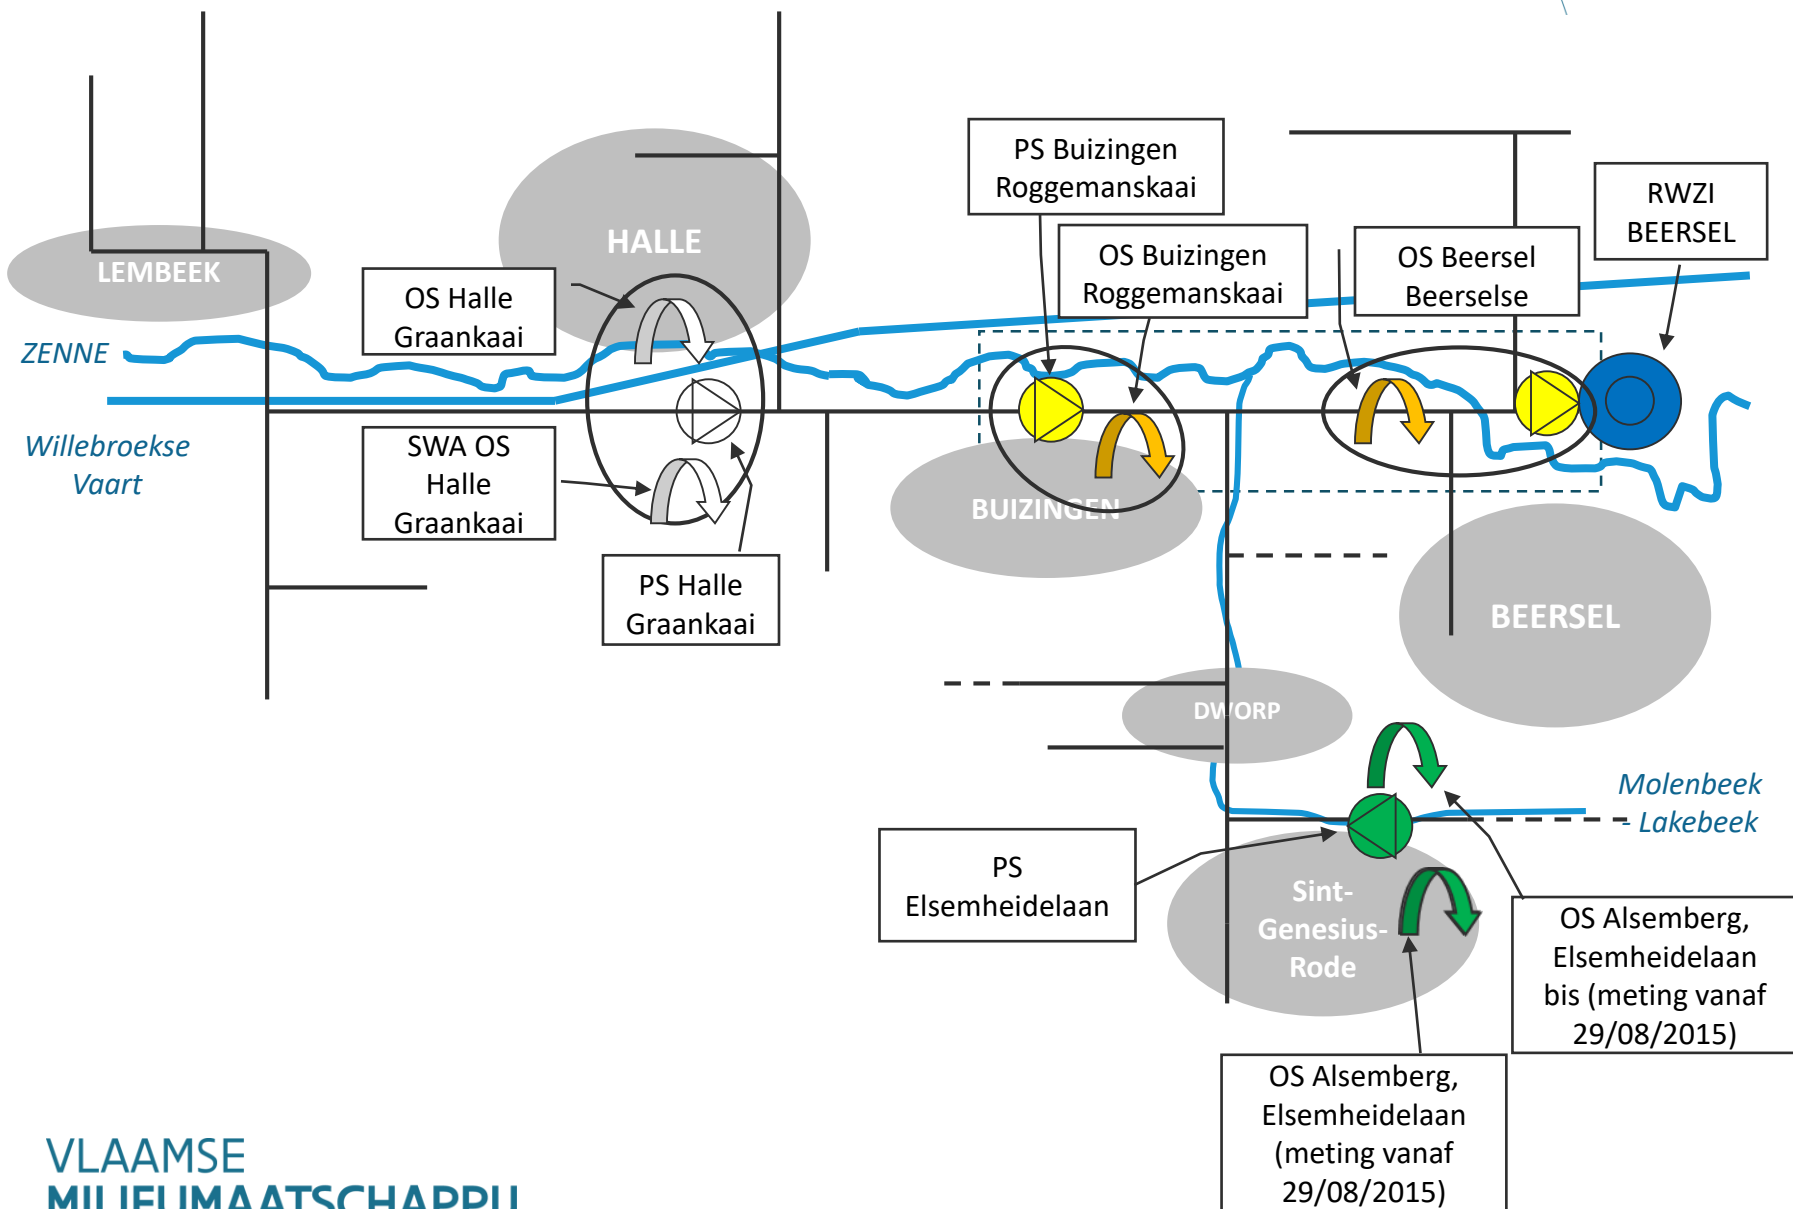 PS Buizingen
Roggemanskaai
RWZI
BEERSEL
HALLE
OS Buizingen
Roggemanskaai
OS Beersel
Beerselse
LEMBEEK
OS Halle
Graankaai
ZENNE
Willebroekse
Vaart
SWA OS
Halle
Graankaai
BUIZINGEN
PS Halle
Graankaai
BEERSEL
DWORP
Molenbeek
- Lakebeek
PS
Elsemheidelaan
Sint-
Genesius-
Rode
OS Alsemberg,
Elsemheidelaan
bis (meting vanaf
29/08/2015)
OS Alsemberg,
Elsemheidelaan
(meting vanaf
29/08/2015)
VLAAMSE
MILIEUMAATSCHAPPIJ